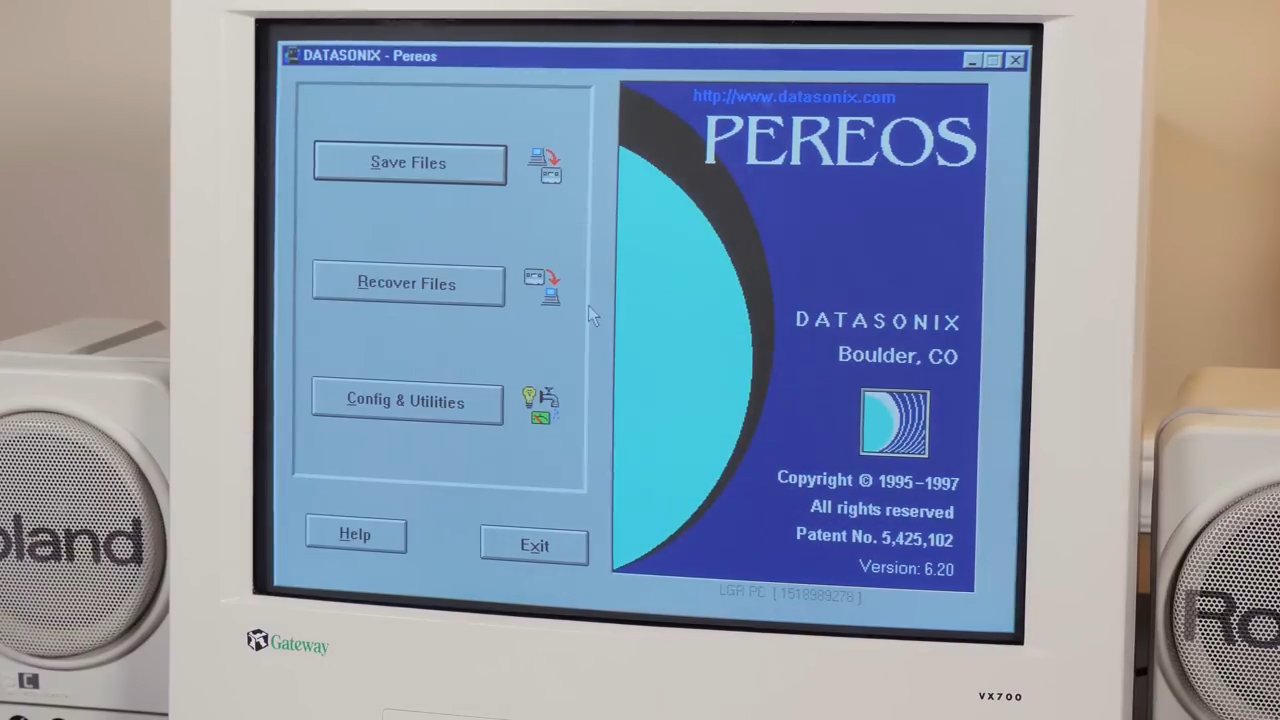 DATASONIX - Pereos
Save Files
Recover Files
Config & Utilities
Help
Exit
http://www.datasonix.com
PEREOS
DATASONIX
Boulder, CO
Copyright © 1995-1997
All rights reserved
Patent No. 5,425,102
Version: 6.20
LGR PC [ 1518989278 ]
oland
Ro
C
Gateway
VX700